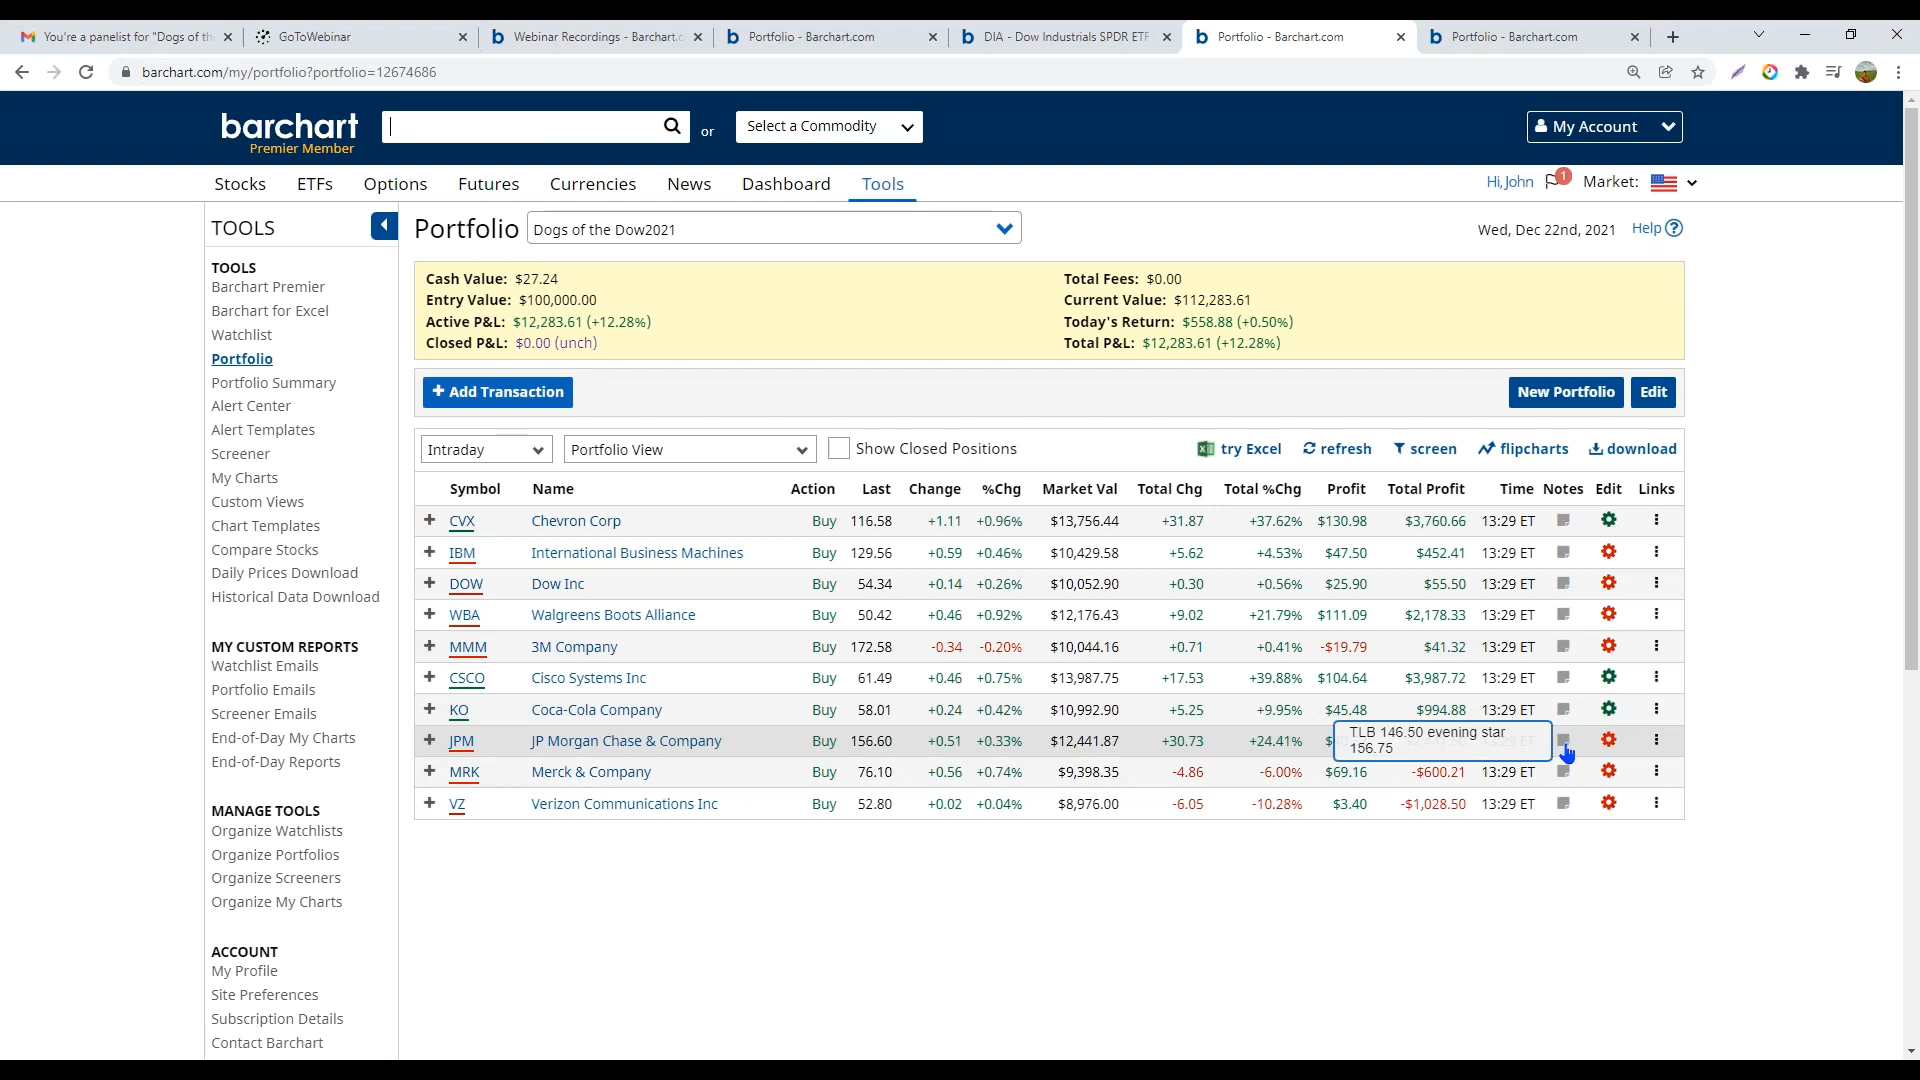 You're a panelist for "Dogs of th
GoToWebinar
Webinar Recordings - Barchart.c
Portfolio - Barchart.com
DIA - Dow Industrials SPDR ETF
Portfolio - Barchart.com
Portfolio - Barchart.com
barchart.com/my/portfolio?portfolio=12674686
barchart
Premier Member
or
Select a Commodity
My Account
Stocks ETFs Options Futures Currencies News Dashboard Tools
Hi, John 1 Market:
TOOLS
Portfolio Dogs of the Dow2021
Wed, Dec 22nd, 2021 Help ?
TOOLS
Barchart Premier
Barchart for Excel
Watchlist
Portfolio
Portfolio Summary
Alert Center
Alert Templates
Screener
My Charts
Custom Views
Chart Templates
Compare Stocks
Daily Prices Download
Historical Data Download
MY CUSTOM REPORTS
Watchlist Emails
Portfolio Emails
Screener Emails
End-of-Day My Charts
End-of-Day Reports
MANAGE TOOLS
Organize Watchlists
Organize Portfolios
Organize Screeners
Organize My Charts
ACCOUNT
My Profile
Site Preferences
Subscription Details
Contact Barchart
Cash Value: $27.24
Entry Value: $100,000.00
Active P&L: $12,283.61 (+12.28%)
Closed P&L: $0.00 (unch)
Total Fees: $0.00
Current Value: $112,283.61
Today's Return: $558.88 (+0.50%)
Total P&L: $12,283.61 (+12.28%)
+ Add Transaction
New Portfolio Edit
Intraday Portfolio View Show Closed Positions try Excel refresh screen flipcharts download
Symbol Name Action Last Change %Chg Market Val Total Chg Total %Chg Profit Total Profit Time Notes Edit Links
+ CVX Chevron Corp Buy 116.58 +1.11 +0.96% $13,756.44 +31.87 +37.62% $130.98 $3,760.66 13:29 ET
+ IBM International Business Machines Buy 129.56 +0.59 +0.46% $10,429.58 +5.62 +4.53% $47.50 $452.41 13:29 ET
+ DOW Dow Inc Buy 54.34 +0.14 +0.26% $10,052.90 +0.30 +0.56% $25.90 $55.50 13:29 ET
+ WBA Walgreens Boots Alliance Buy 50.42 +0.46 +0.92% $12,176.43 +9.02 +21.79% $111.09 $2,178.33 13:29 ET
+ MMM 3M Company Buy 172.58 -0.34 -0.20% $10,044.16 +0.71 +0.41% -$19.79 $41.32 13:29 ET
+ CSCO Cisco Systems Inc Buy 61.49 +0.46 +0.75% $13,987.75 +17.53 +39.88% $104.64 $3,987.72 13:29 ET
+ KO Coca-Cola Company Buy 58.01 +0.24 +0.42% $10,992.90 +5.25 +9.95% $45.48 $994.88 13:29 ET
+ JPM JP Morgan Chase & Company Buy 156.60 +0.51 +0.33% $12,441.87 +30.73 +24.41%
TLB 146.50 evening star
156.75
+ MRK Merck & Company Buy 76.10 +0.56 +0.74% $9,398.35 -4.86 -6.00% $69.16 -$600.21 13:29 ET
+ VZ Verizon Communications Inc Buy 52.80 +0.02 +0.04% $8,976.00 -6.05 -10.28% $3.40 -$1,028.50 13:29 ET